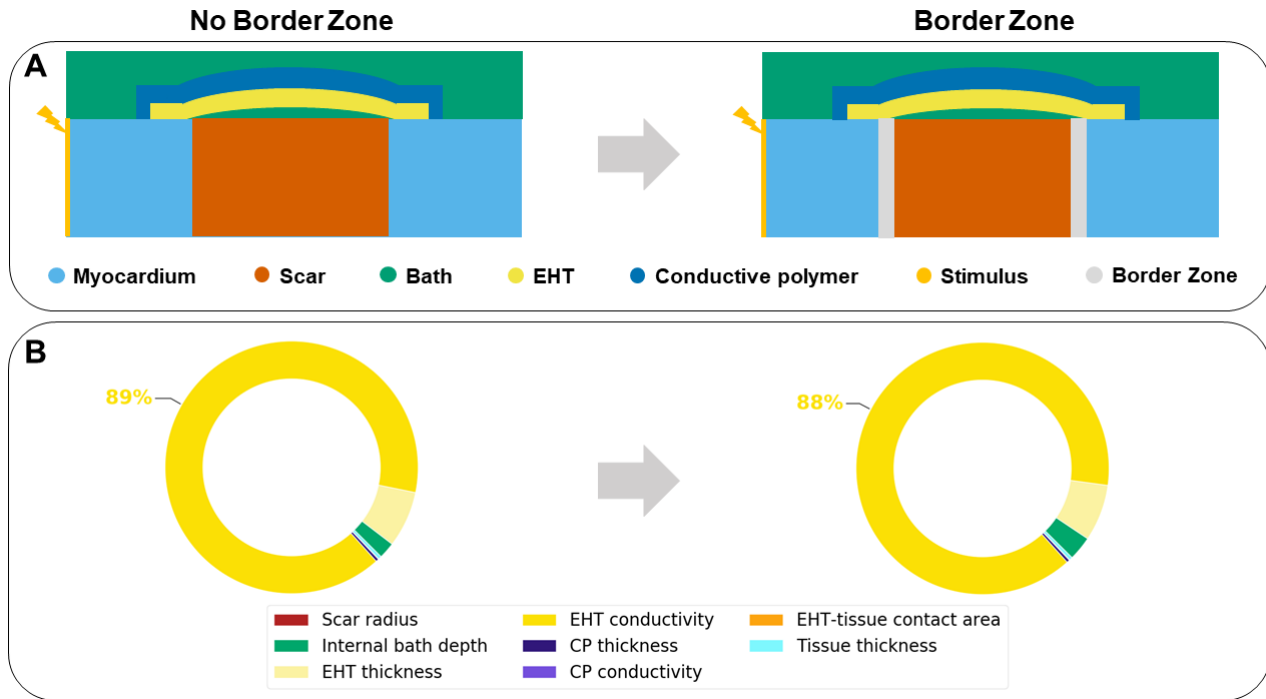 No Border Zone
Border Zone
A
Myocardium
Scar
Bath
EHT
Conductive polymer
Stimulus
Border Zone
B
89%
88%
Scar radius
EHT conductivity
EHT-tissue contact area
Internal bath depth
CP thickness
Tissue thickness
EHT thickness
CP conductivity